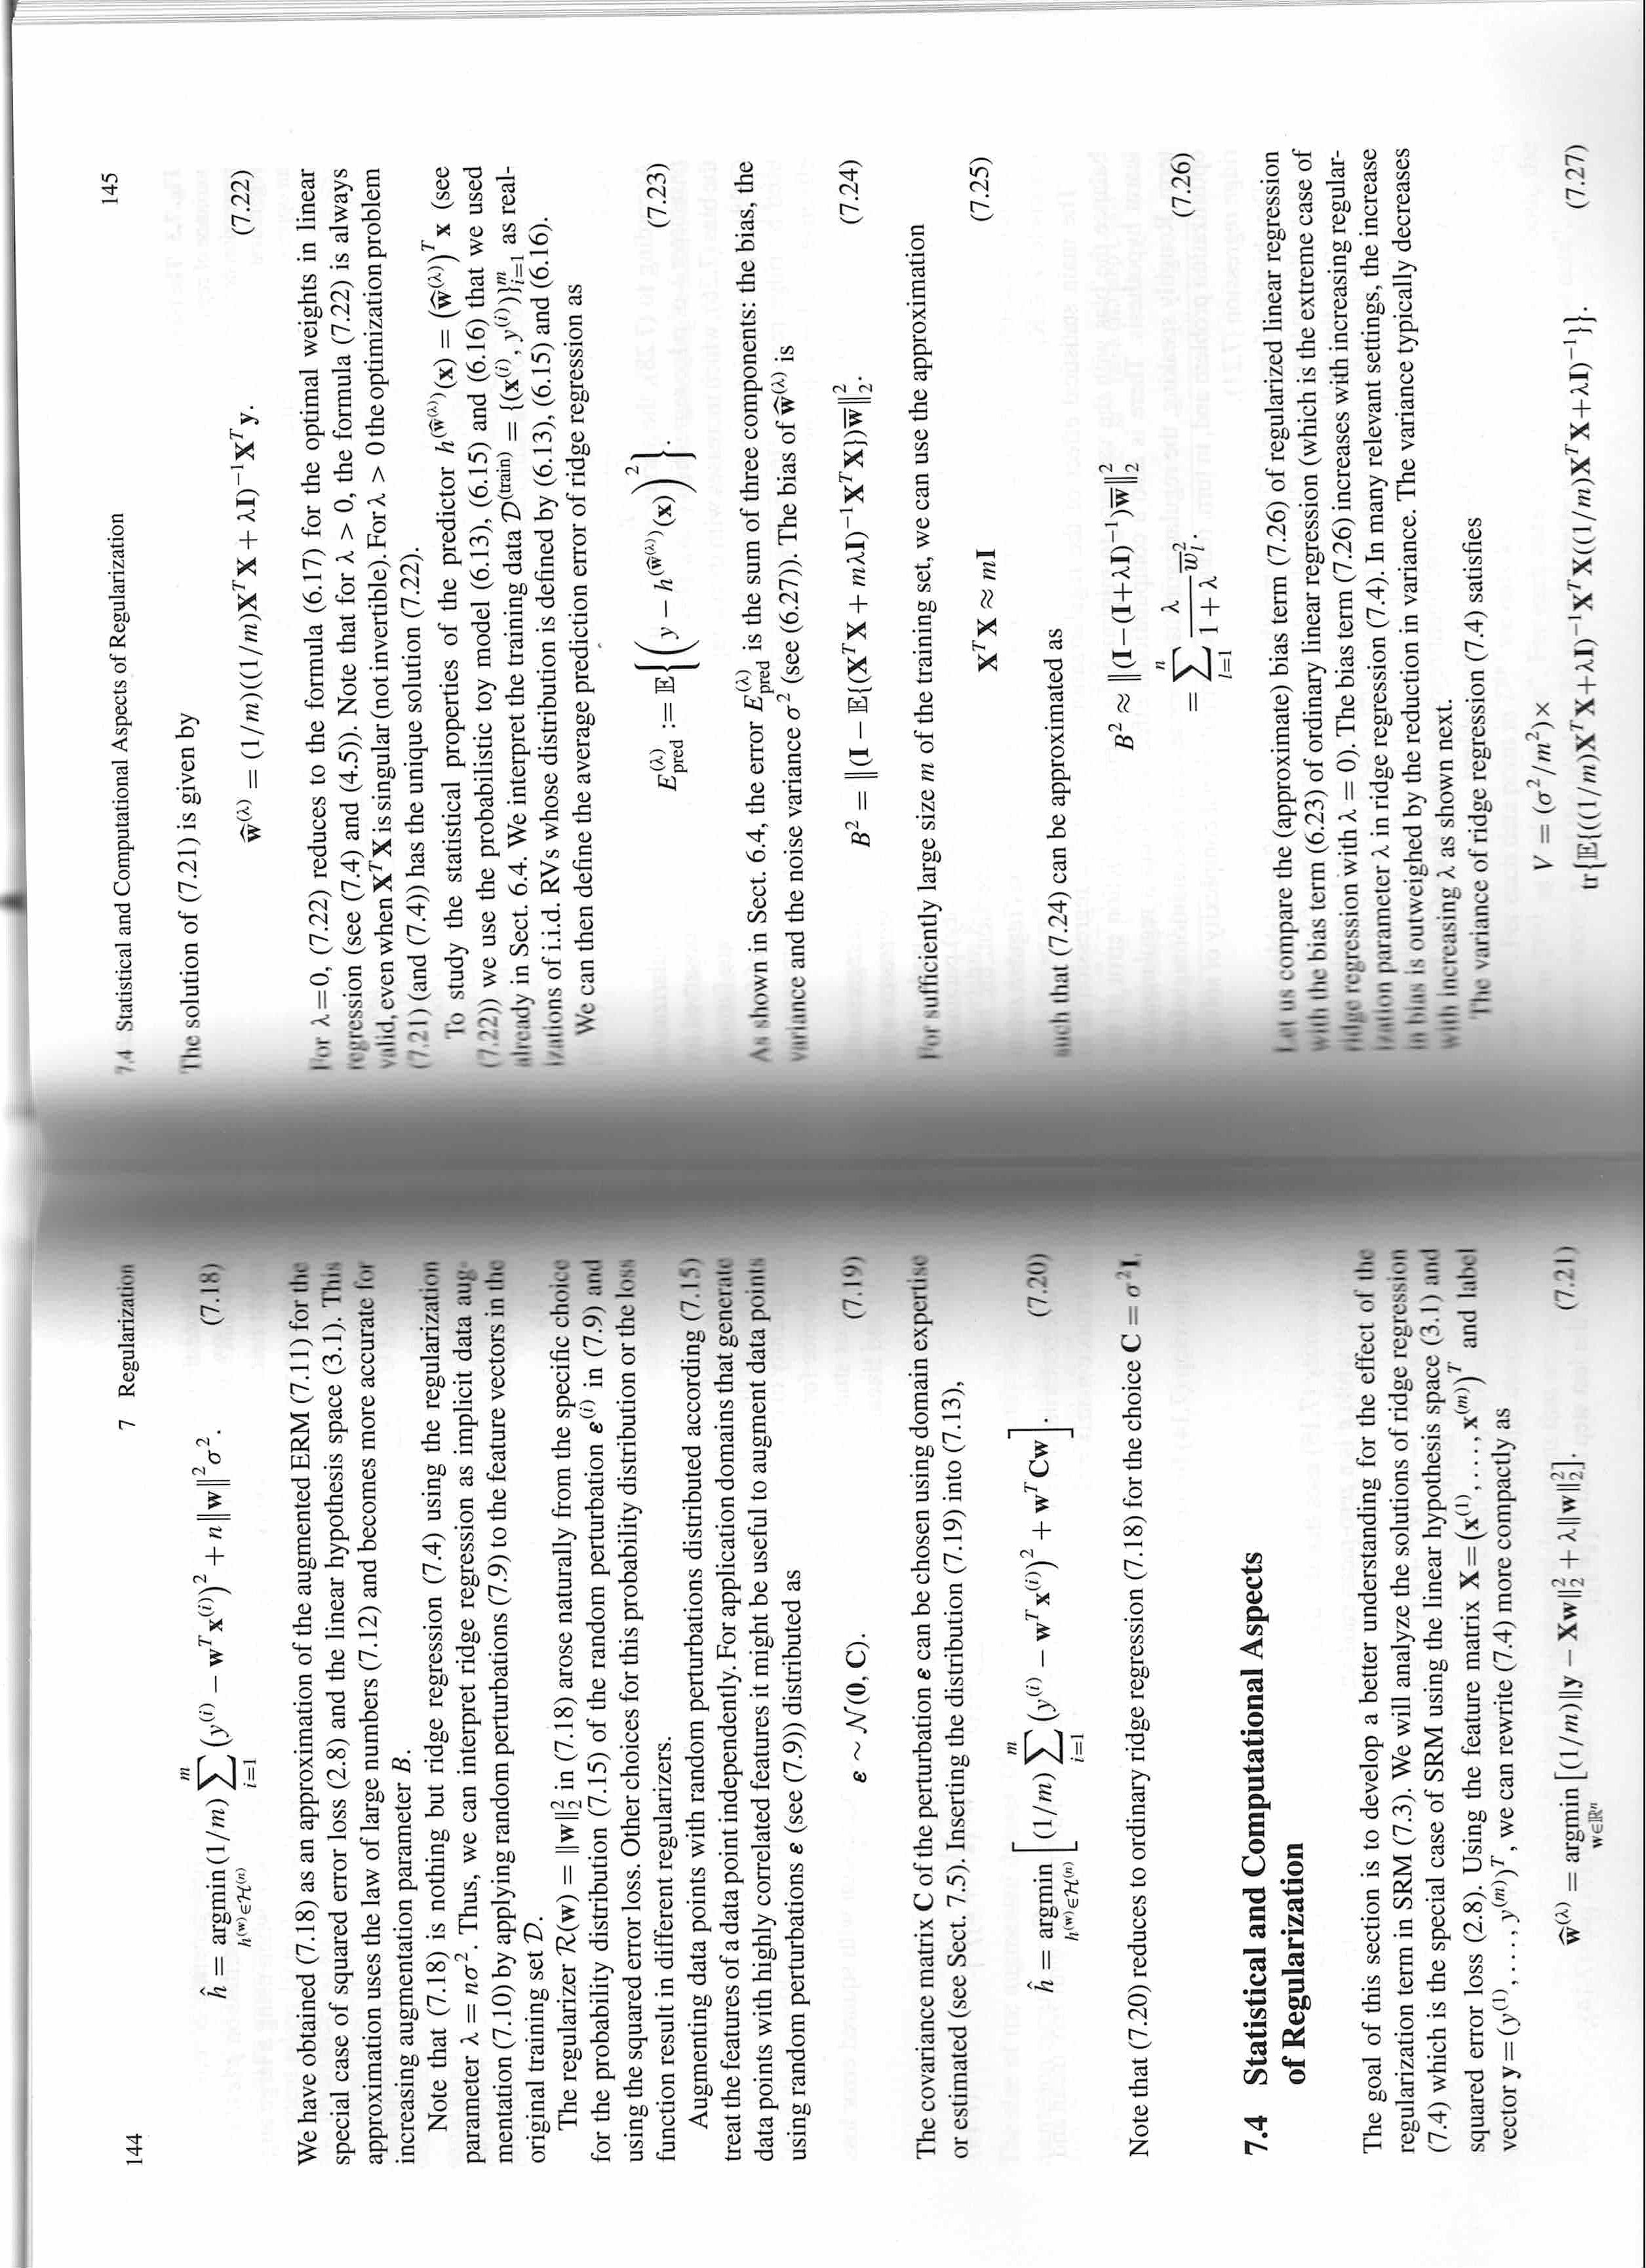 144 7 Regularization
ĥ = argmin (1/m) ∑ (y^(i) − w^T x^(i))^2 + n‖w‖^2 σ^2. (7.18)
h^(w)∈H^(n) i=1 m
We have obtained (7.18) as an approximation of the augmented ERM (7.11) for the
special case of squared error loss (2.8) and the linear hypothesis space (3.1). This
approximation uses the law of large numbers (7.12) and becomes more accurate for
increasing augmentation parameter B.
Note that (7.18) is nothing but ridge regression (7.4) using the regularization
parameter λ = nσ^2. Thus, we can interpret ridge regression as implicit data aug-
mentation (7.10) by applying random perturbations (7.9) to the feature vectors in the
original training set D.
The regularizer R(w) = ‖w‖_2^2 in (7.18) arose naturally from the specific choice
for the probability distribution (7.15) of the random perturbation ε^(i) in (7.9) and
using the squared error loss. Other choices for this probability distribution or the loss
function result in different regularizers.
Augmenting data points with random perturbations distributed according (7.15)
treat the features of a data point independently. For application domains that generate
data points with highly correlated features it might be useful to augment data points
using random perturbations ε (see (7.9)) distributed as
ε ∼ N(0, C). (7.19)
The covariance matrix C of the perturbation ε can be chosen using domain expertise
or estimated (see Sect. 7.5). Inserting the distribution (7.19) into (7.13),
ĥ = argmin [(1/m) ∑ (y^(i) − w^T x^(i))^2 + w^T Cw]. (7.20)
h^(w)∈H^(n) i=1 m
Note that (7.20) reduces to ordinary ridge regression (7.18) for the choice C = σ^2 I.
7.4 Statistical and Computational Aspects
of Regularization
The goal of this section is to develop a better understanding for the effect of the
regularization term in SRM (7.3). We will analyze the solutions of ridge regression
(7.4) which is the special case of SRM using the linear hypothesis space (3.1) and
squared error loss (2.8). Using the feature matrix X=(x^(1), . . . , x^(m))^T and label
vector y=(y^(1), . . . , y^(m))^T, we can rewrite (7.4) more compactly as
ŵ^(λ) = argmin [(1/m)‖y − Xw‖_2^2 + λ‖w‖_2^2]. (7.21)
w∈ℝ^n
7.4 Statistical and Computational Aspects of Regularization 145
The solution of (7.21) is given by
ŵ^(λ) = (1/m)((1/m)X^T X + λI)^−1 X^T y. (7.22)
For λ=0, (7.22) reduces to the formula (6.17) for the optimal weights in linear
regression (see (7.4) and (4.5)). Note that for λ > 0, the formula (7.22) is always
valid, even when X^T X is singular (not invertible). For λ > 0 the optimization problem
(7.21) (and (7.4)) has the unique solution (7.22).
To study the statistical properties of the predictor h^(ŵ^(λ))(x) = (ŵ^(λ))^T x (see
(7.22)) we use the probabilistic toy model (6.13), (6.15) and (6.16) that we used
already in Sect. 6.4. We interpret the training data D^(train) = {(x^(i), y^(i))}_{i=1}^m as real-
izations of i.i.d. RVs whose distribution is defined by (6.13), (6.15) and (6.16).
We can then define the average prediction error of ridge regression as
E_pred^(λ) := 𝔼{(y − h^(ŵ^(λ))(x))^2}. (7.23)
As shown in Sect. 6.4, the error E_pred^(λ) is the sum of three components: the bias, the
variance and the noise variance σ^2 (see (6.27)). The bias of ŵ^(λ) is
B^2 = ‖(I − 𝔼{(X^T X + mλI)^−1 X^T X})w̅‖_2^2. (7.24)
For sufficiently large size m of the training set, we can use the approximation
X^T X ≈ mI (7.25)
such that (7.24) can be approximated as
B^2 ≈ ‖(I−(I+λI)^−1)w̅‖_2^2
= ∑_{l=1}^n λ/(1 + λ) w̅_l^2. (7.26)
Let us compare the (approximate) bias term (7.26) of regularized linear regression
with the bias term (6.23) of ordinary linear regression (which is the extreme case of
ridge regression with λ = 0). The bias term (7.26) increases with increasing regular-
ization parameter λ in ridge regression (7.4). In many relevant settings, the increase
in bias is outweighed by the reduction in variance. The variance typically decreases
with increasing λ as shown next.
The variance of ridge regression (7.4) satisfies
V = (σ^2/m^2)×
tr{𝔼{((1/m)X^T X+λI)^−1 X^T X((1/m)X^T X+λI)^−1}}. (7.27)